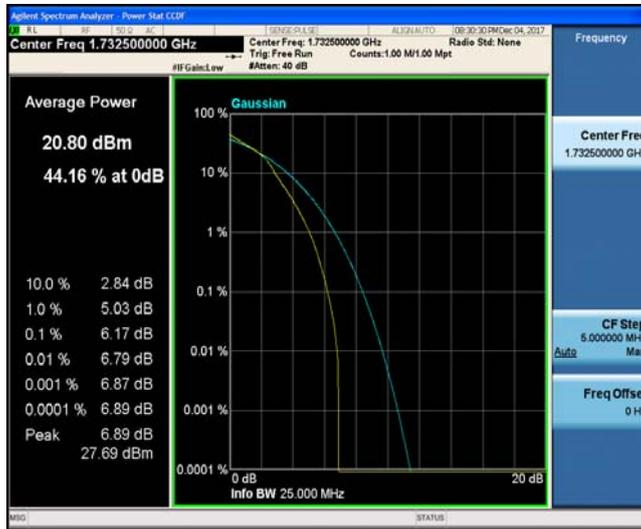 Agilent Spectrum Analyzer - Power Stat CCDF
RL RF 50 Ω AC SENSE:PULSE ALIGN AUTO 08:30:30 PM Dec 04, 2017
Center Freq 1.732500000 GHz
Center Freq: 1.732500000 GHz Radio Std: None
Trig: Free Run Counts:1.00 M/1.00 Mpt
#IFGain:Low #Atten: 40 dB
Frequency
Average Power
20.80 dBm
44.16 % at 0dB
10.0 % 2.84 dB
1.0 % 5.03 dB
0.1 % 6.17 dB
0.01 % 6.79 dB
0.001 % 6.87 dB
0.0001 % 6.89 dB
Peak 6.89 dB
27.69 dBm
Gaussian
100 %
10 %
1 %
0.1 %
0.01 %
0.001 %
0.0001 %
0 dB 20 dB
Info BW 25.000 MHz
Center Fre
1.732500000 GH
CF Step
5.000000 MH
Auto Ma
Freq Offse
0 H
MSG STATUS